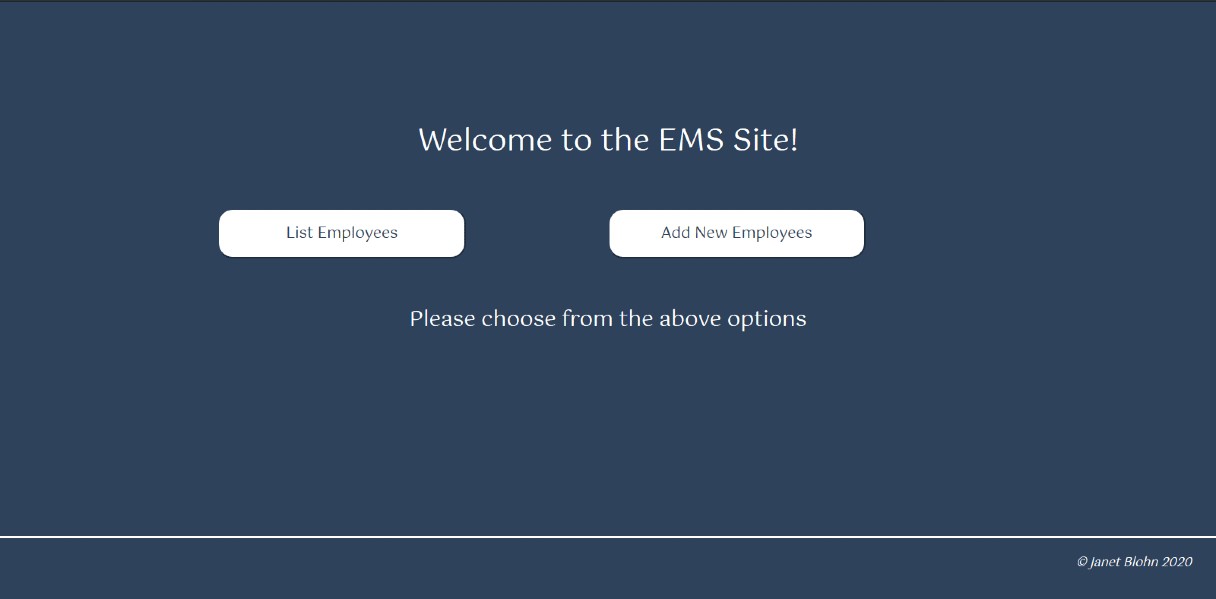 Welcome to the EMS Site!
List Employees
Add New Employees
Please choose from the above options
© Janet Blohn 2020